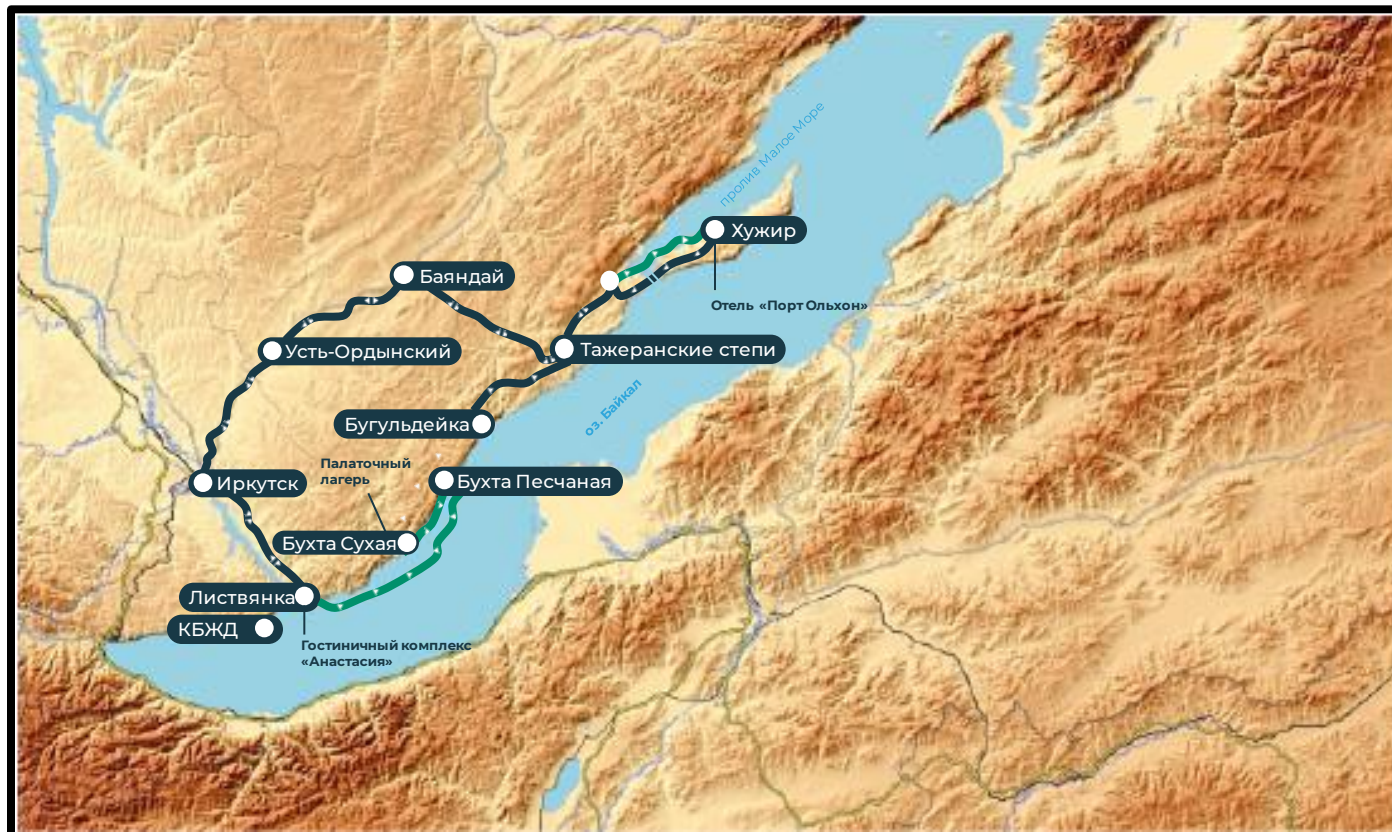 пролив Малое Море
Хужир
Баяндай
Отель «Порт Ольхон»
Усть-Ордынский
Тажеранские степи
оз. Байкал
Бугульдейка
Палаточный
лагерь
Иркутск
Бухта Песчаная
Бухта Сухая
Листвянка
КБЖД
Гостиничный комплекс
«Анастасия»